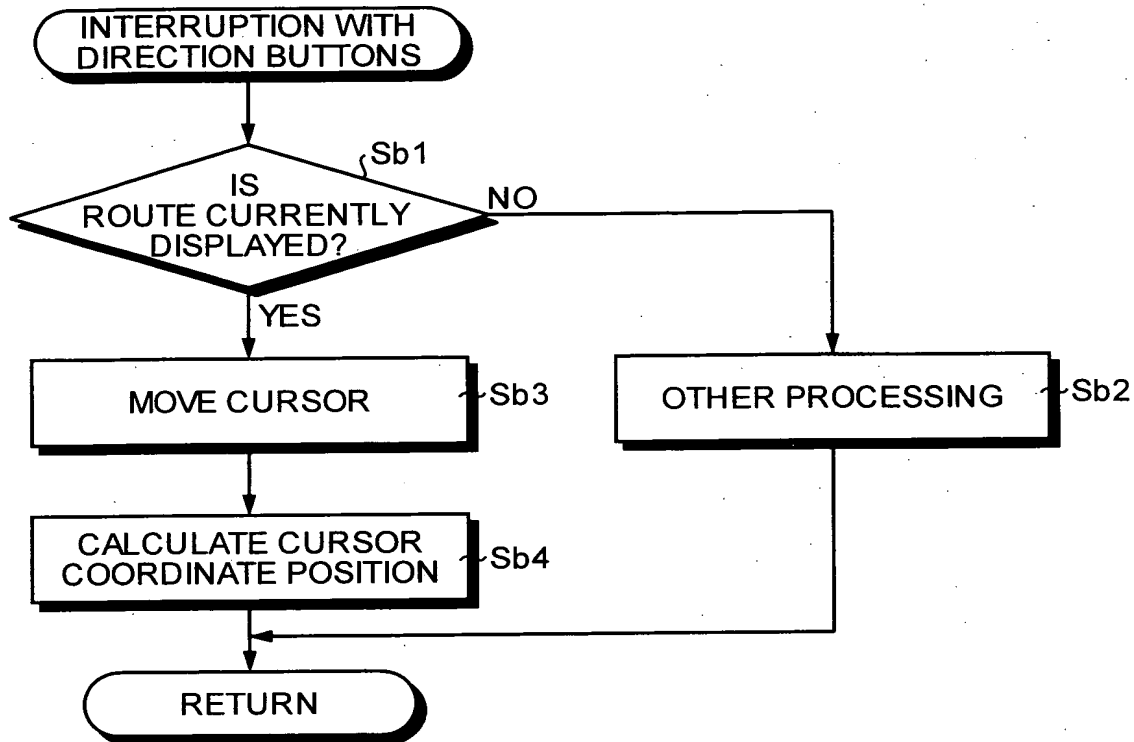 INTERRUPTION WITH
DIRECTION BUTTONS
Sb1
IS
ROUTE CURRENTLY
DISPLAYED?
NO
YES
MOVE CURSOR
Sb3
OTHER PROCESSING
Sb2
CALCULATE CURSOR
COORDINATE POSITION
Sb4
RETURN